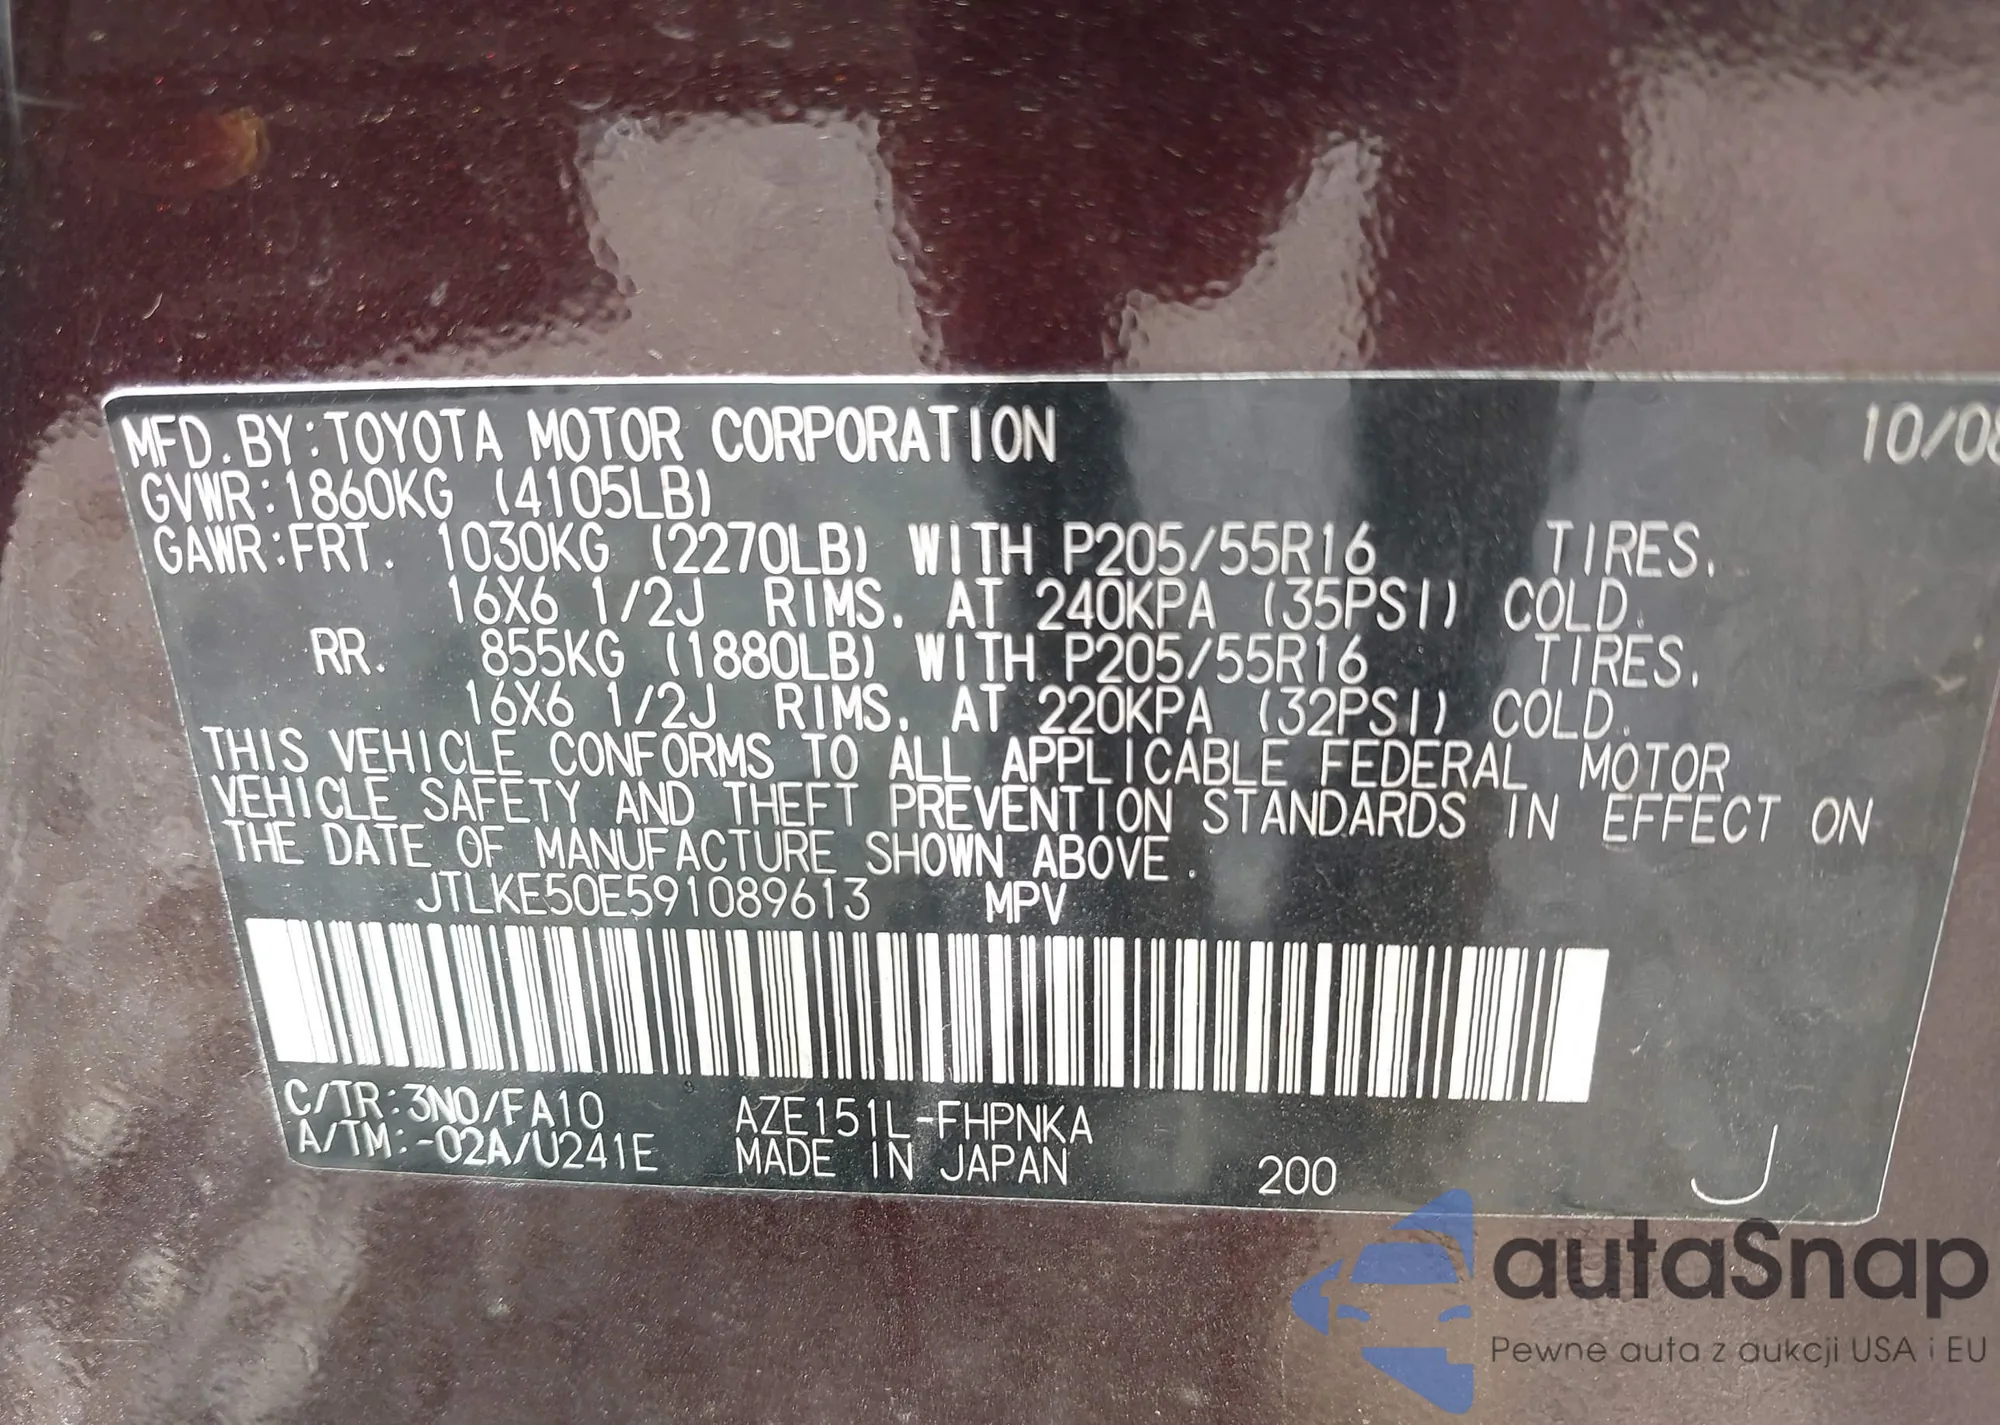 MFD. BY: TOYOTA MOTOR CORPORATION 10/08
GVWR: 1860KG (4105LB)
GAWR: FRT. 1030KG (2270LB) WITH P205/55R16 TIRES.
16X6 1/2J RIMS. AT 240KPA (35PSI) COLD.
RR. 855KG (1880LB) WITH P205/55R16 TIRES.
16X6 1/2J RIMS. AT 220KPA (32PSI) COLD.
THIS VEHICLE CONFORMS TO ALL APPLICABLE FEDERAL MOTOR
VEHICLE SAFETY AND THEFT PREVENTION STANDARDS IN EFFECT ON
THE DATE OF MANUFACTURE SHOWN ABOVE.
JTLKE50E591089613 MPV
C/TR: 3N0/FA10 AZE151L-FHPNKA
A/TM: -02A/U241E MADE IN JAPAN 200 J
autaSnap
Pewne auta z aukcji USA i EU